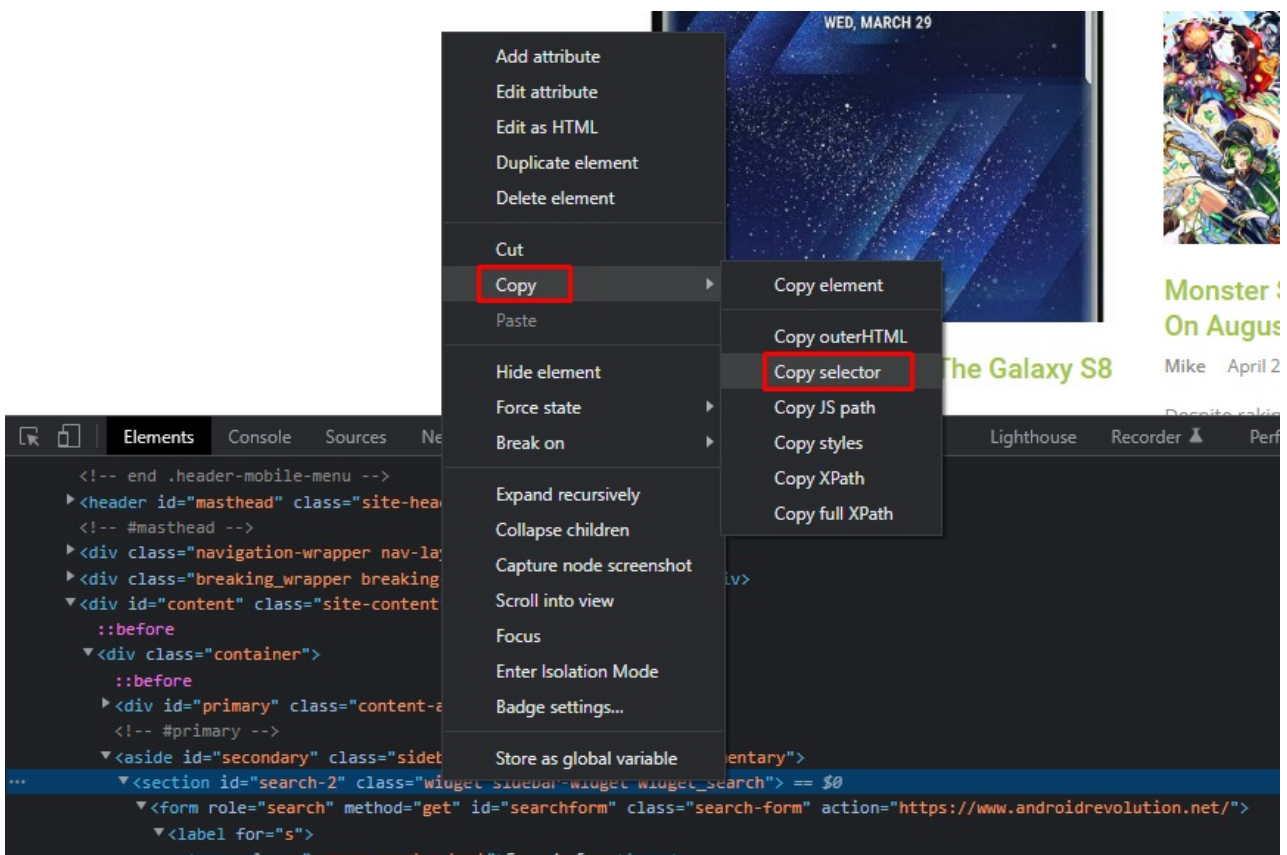 WED, MARCH 29
Add attribute
Edit attribute
Edit as HTML
Duplicate element
Delete element
Cut
Copy
Paste
Hide element
Force state
Break on
Expand recursively
Collapse children
Capture node screenshot
Scroll into view
Focus
Enter Isolation Mode
Badge settings...
Store as global variable
Copy element
Copy outerHTML
Copy selector
Copy JS path
Copy styles
Copy XPath
Copy full XPath
The Galaxy S8
Monster
On Augus
Mike April 2
Despite
Elements Console Sources Ne Lighthouse Recorder Perf
<!-- end .header-mobile-menu -->
<header id="masthead" class="site-head
<!-- #masthead -->
<div class="navigation-wrapper nav-la
<div class="breaking_wrapper breaking iv>
<div id="content" class="site-content
::before
<div class="container">
::before
<div id="primary" class="content-a
<!-- #primary -->
<aside id="secondary" class="sideb entary">
<section id="search-2" class="widget sidebar-widget widget_search"> == $0
<form role="search" method="get" id="searchform" class="search-form" action="https://www.androidrevolution.net/">
<label for="s">